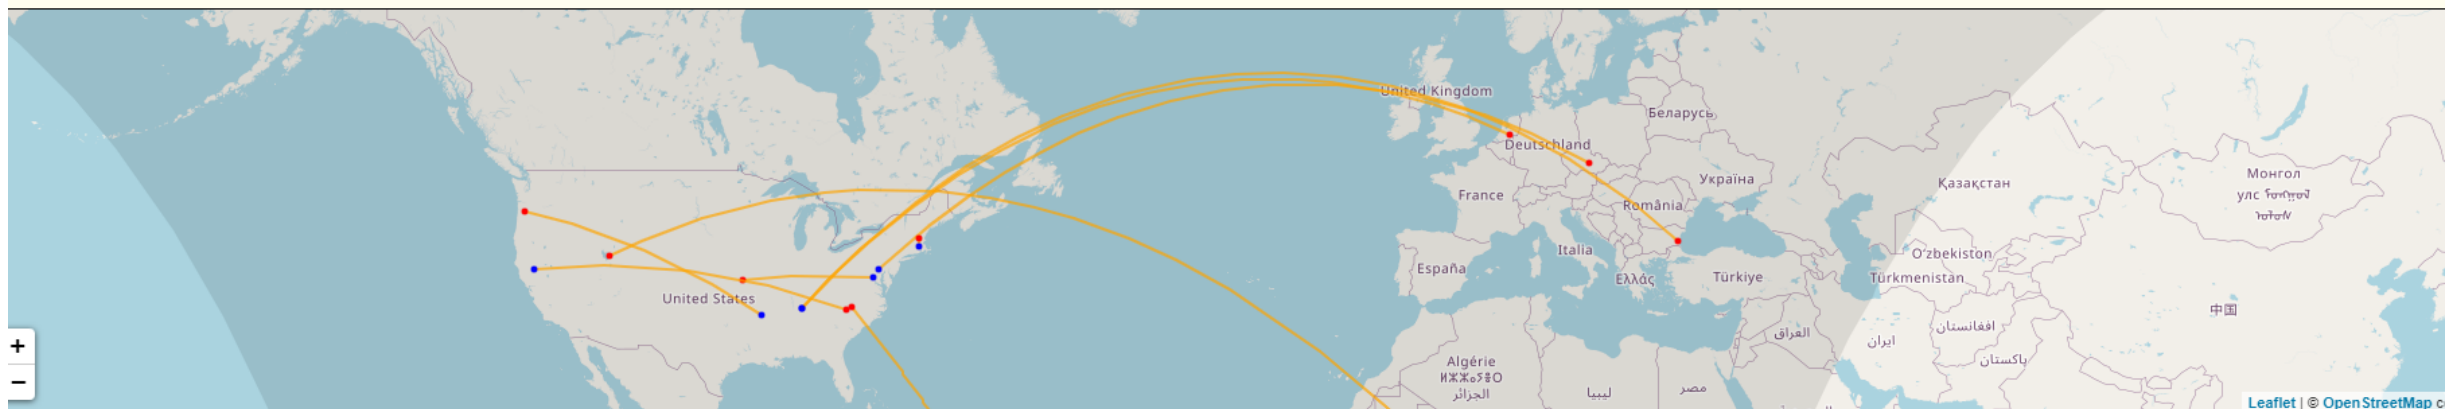 United Kingdom
Беларусь
Deutschland
Україна
France
România
Italia
España
Ελλάς
Türkiye
United States
Қазақстан
Монгол
улс
Oʻzbekiston
Türkmenistan
中国
افغانستان
ایران
پاکستان
العراق
Algérie
ⵍⵣⵣⴰⵢⴻⵔ
الجزائر
ليبيا
مصر
+
−
Leaflet | © OpenStreetMap c